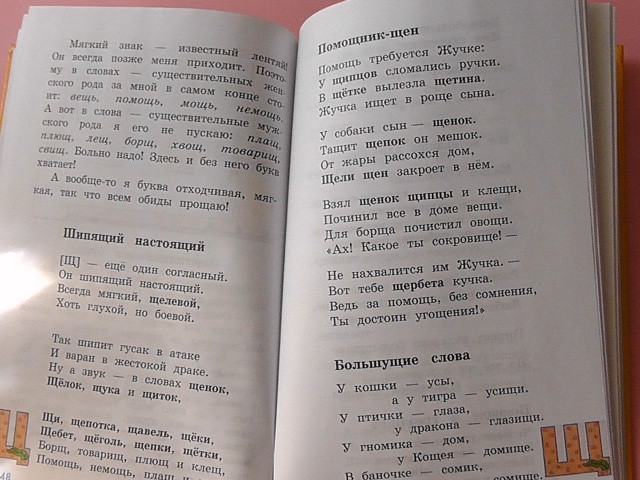 Мягкий знак — известный лентяй!
Он всегда позже меня приходит. Поэто-
му в словах — существительных жен-
ского рода за мной в самом конце сто-
ит: вещь, помощь, мощь, немощь.
А вот в слова — существительные муж-
ского рода я его не пускаю: плащ,
плющ, лещ, борщ, хвощ, товарищ,
свищ. Больно надо! Здесь и без него букв
хватает!
А вообще-то я буква отходчивая, мяг-
кая, так что всем обиды прощаю!
Шипящий настоящий
[Щ] — ещё один согласный.
Он шипящий настоящий.
Всегда мягкий, щелевой,
Хоть глухой, но боевой.
Так шипит гусак в атаке
И варан в жестокой драке.
Ну а звук — в словах щенок,
Щёлок, щука и щиток,
Щи, щепотка, щавель, щёки,
Щебет, щёголь, щепки, щётки,
Борщ, товарищ, плющ и клещ,
Помощь, немощь, плащ и
Щ
48
Помощник-щен
Помощь требуется Жучке:
У щипцов сломались ручки.
В щётке вылезла щетина.
Жучка ищет в роще сына.
У собаки сын — щенок.
Тащит щепок он мешок.
От жары рассохся дом,
Щели щен закроет в нём.
Взял щенок щипцы и клещи,
Починил все в доме вещи.
Для борща почистил овощи.
«Ах! Какое ты сокровище! —
Не нахвалится им Жучка. —
Вот тебе щербета кучка.
Ведь за помощь, без сомнения,
Ты достоин угощения!»
Большущие слова
У кошки — усы,
а у тигра — усищи.
У птички — глаза,
у дракона — глазищи.
У гномика — дом,
у Кощея — домище.
В баночке — сомик,
сомище.
Щ